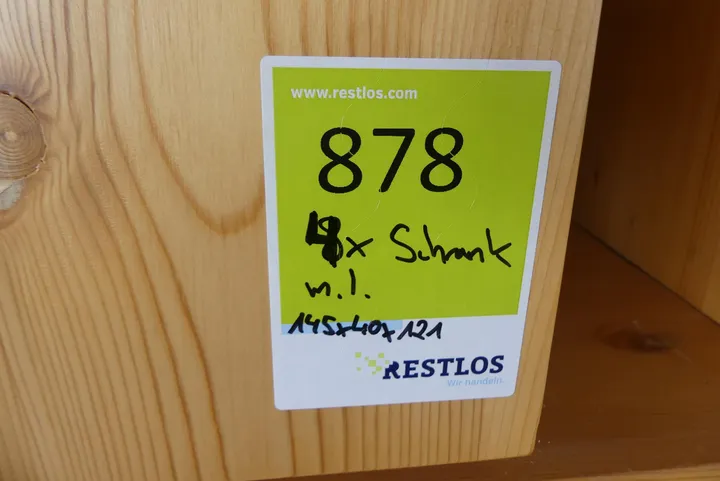 www.restlos.com
878
x Schrank
m.l.
145x40x121
RESTLOS
Wir handeln.